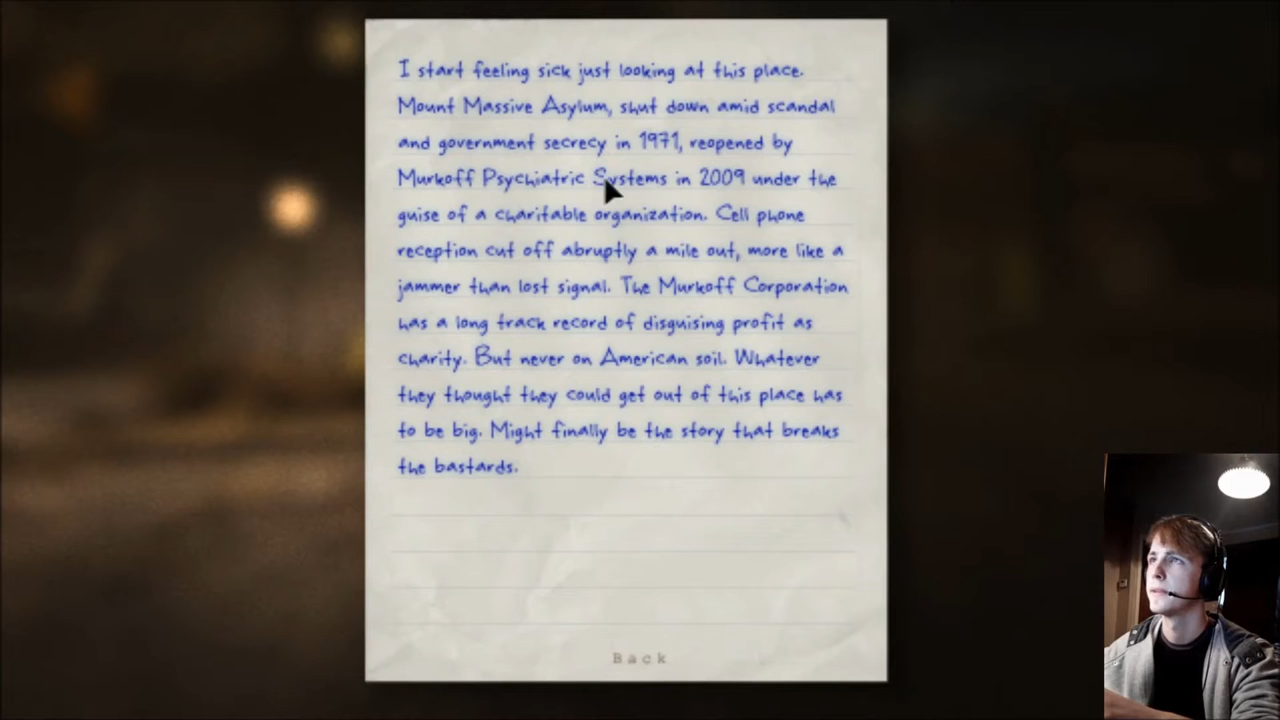 I start feeling sick just looking at this place.
Mount Massive Asylum, shut down amid scandal
and government secrecy in 1971, reopened by
Murkoff Psychiatric Systems in 2009 under the
guise of a charitable organization. Cell phone
reception cut off abruptly a mile out, more like a
jammer than lost signal. The Murkoff Corporation
has a long track record of disguising profit as
charity. But never on American soil. Whatever
they thought they could get out of this place has
to be big. Might finally be the story that breaks
the bastards.
Back